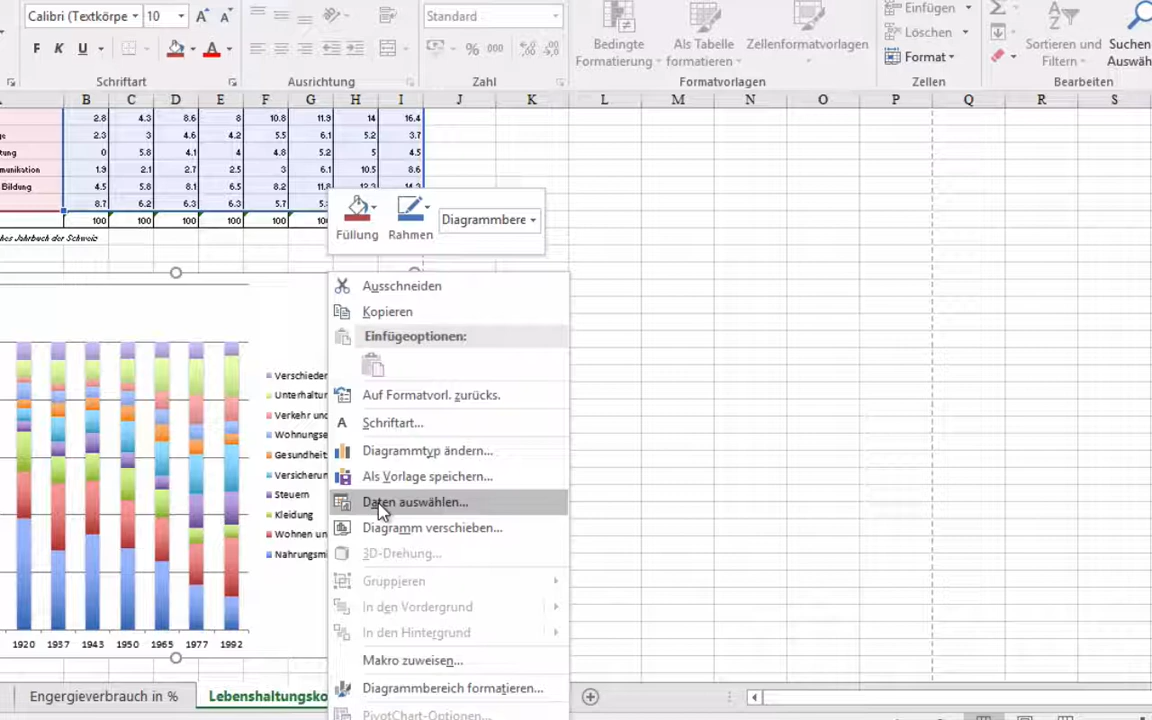 Calibri (Textkörpe 10 Standard
F K U
% 000
Bedingte
Formatierung
Als Tabelle
formatieren
Zellenformatvorlagen
Einfügen
Löschen
Format
Sortieren und
Filtern
Suchen
Auswäh
Schriftart Ausrichtung Zahl Formatvorlagen Zellen Bearbeiten
B C D E F G H I J K L M N O P Q R S
2.8 4.3 8.6 8 10.8 11.9 14 16.4
2.3 3 4.6 4.2 5.5 6.1 5.2 3.7
tung 0 5.8 4.1 4 4.8 5.2 5 4.5
munikation 1.9 2.1 2.7 2.5 3 6.1 10.5 8.6
Bildung 4.5 5.8 8.1 6.5 8.2
8.7 6.2 6.3 6.3 5.7
100 100 100 100 100
hes Jahrbuch der Schweiz
Füllung Rahmen Diagrammbere
Ausschneiden
Kopieren
Einfügeoptionen:
Auf Formatvorl. zurücks.
Schriftart...
Diagrammtyp ändern...
Als Vorlage speichern...
Daten auswählen...
Diagramm verschieben...
3D-Drehung...
Gruppieren
In den Vordergrund
In den Hintergrund
Makro zuweisen...
Diagrammbereich formatieren...
PivotChart-Optionen...
Verschieden
Unterhaltun
Verkehr und
Wohnungse
Gesundheit
Versicherun
Steuern
Kleidung
Wohnen un
Nahrungsmi
1920 1937 1943 1950 1965 1977 1992
Engergieverbrauch in % Lebenshaltungsko